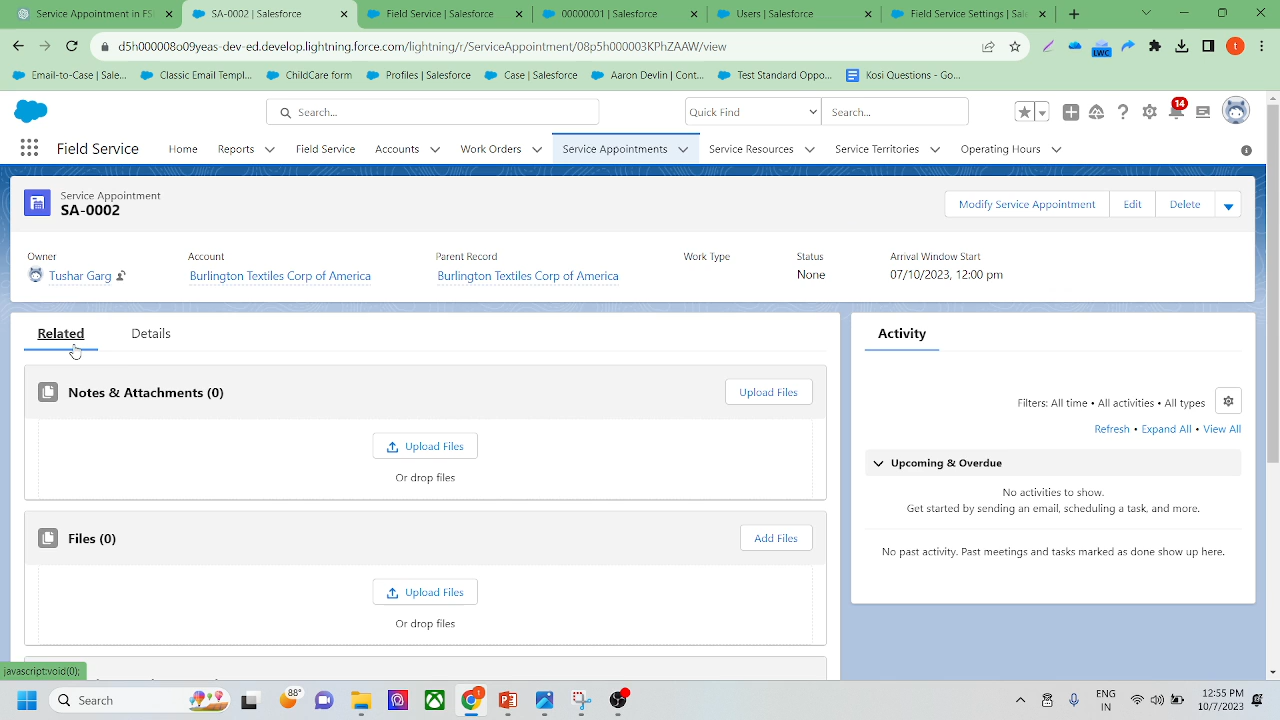 Appointment in FS
SA-0002 | Salesforce
Field Service | Salesforce
00000001 | Salesforce
Users | Salesforce
Field Service Settings | Sal
d5h000008o09yeas-dev-ed.develop.lightning.force.com/lightning/r/ServiceAppointment/08p5h000003KPhZAAW/view
LWC
t
Email-to-Case | Sale...
Classic Email Templ...
ChildCare form
Profiles | Salesforce
Case | Salesforce
Aaron Devlin | Cont...
Test Standard Oppo...
Kosi Questions - Go...
Search...
Quick Find
Search...
14
Field Service
Home
Reports
Field Service
Accounts
Work Orders
Service Appointments
Service Resources
Service Territories
Operating Hours
Service Appointment
SA-0002
Modify Service Appointment
Edit
Delete
Owner
Account
Parent Record
Work Type
Status
Arrival Window Start
Tushar Garg
Burlington Textiles Corp of America
Burlington Textiles Corp of America
None
07/10/2023, 12:00 pm
Related
Details
Activity
Notes & Attachments (0)
Upload Files
Upload Files
Or drop files
Files (0)
Add Files
Upload Files
Or drop files
Filters: All time • All activities • All types
Refresh • Expand All • View All
Upcoming & Overdue
No activities to show.
Get started by sending an email, scheduling a task, and more.
No past activity. Past meetings and tasks marked as done show up here.
javascript:void(0);
Search
88°
1
ENG
IN
12:55 PM
10/7/2023